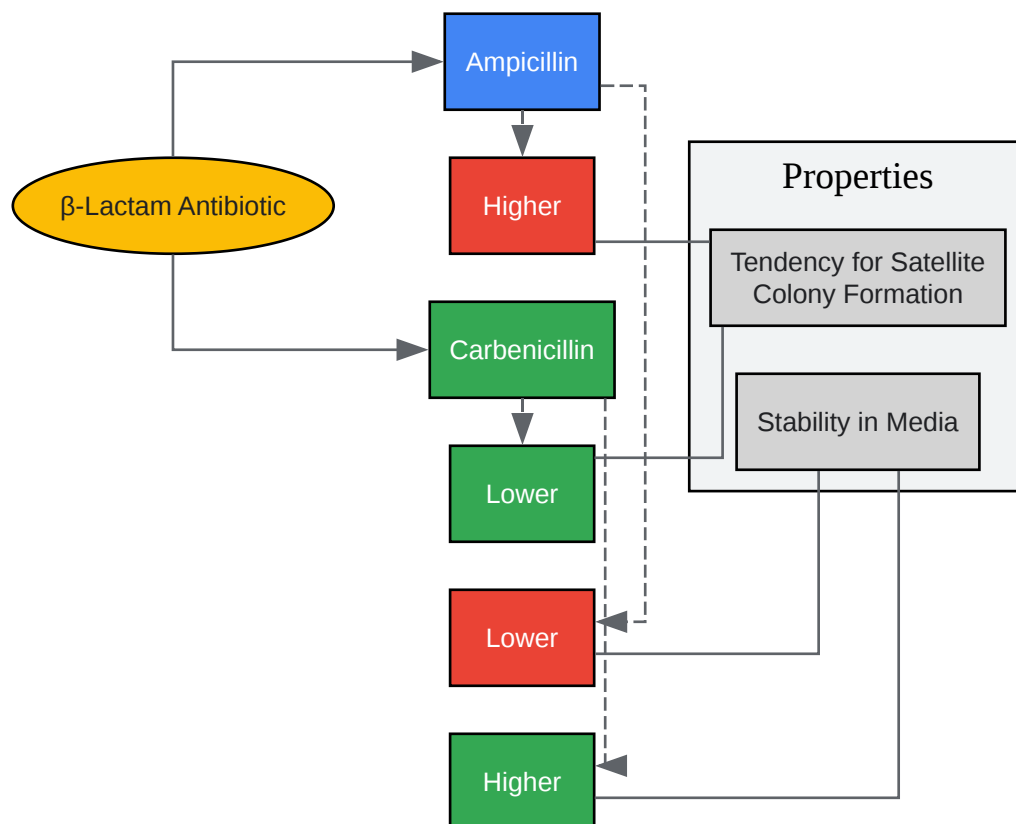 Ampicillin
β-Lactam Antibiotic
Higher
Properties
Tendency for Satellite
Colony Formation
Carbenicillin
Stability in Media
Lower
Lower
Higher